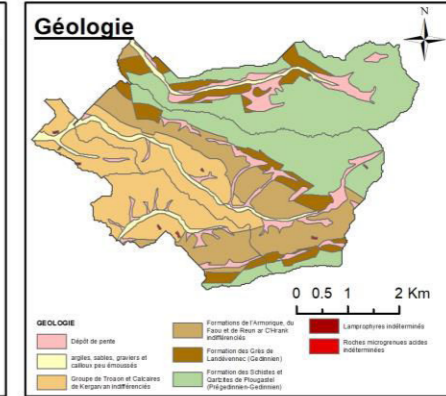 Géologie
N
0 0.5 1 2 Km
GEOLOGIE
Dépôt de pente
argiles, sables, graviers et
cailloux peu émoussés
Groupe de Troaon et Calcaires
de Kergarvan indifférenciés
Formations de l'Armorique, du
Faou et de Reun ar C'Hrank
indifférenciés
Formation des Grès de
Landévennec (Gedinnien)
Formation des Schistes et
Qartzites de Plougastel
(Prégedinnien-Gedinnien)
Lamprophyres indéterminés
Roches microgrenues acides
indéterminées